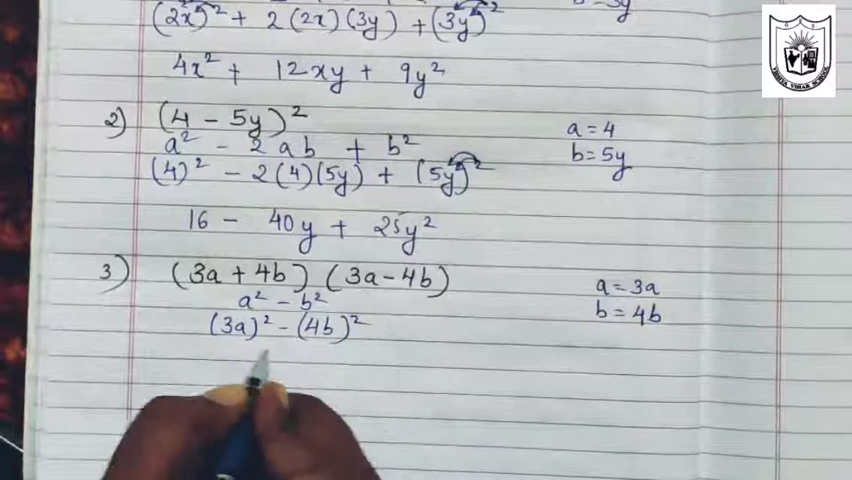 (2x)² + 2(2x)(3y) + (3y)²
4x² + 12xy + 9y²
2) (4 - 5y)²
a² - 2ab + b² a = 4
(4)² - 2(4)(5y) + (5y)² b = 5y
16 - 40y + 25y²
3) (3a + 4b) (3a - 4b) a = 3a
a² - b² b = 4b
(3a)² - (4b)²